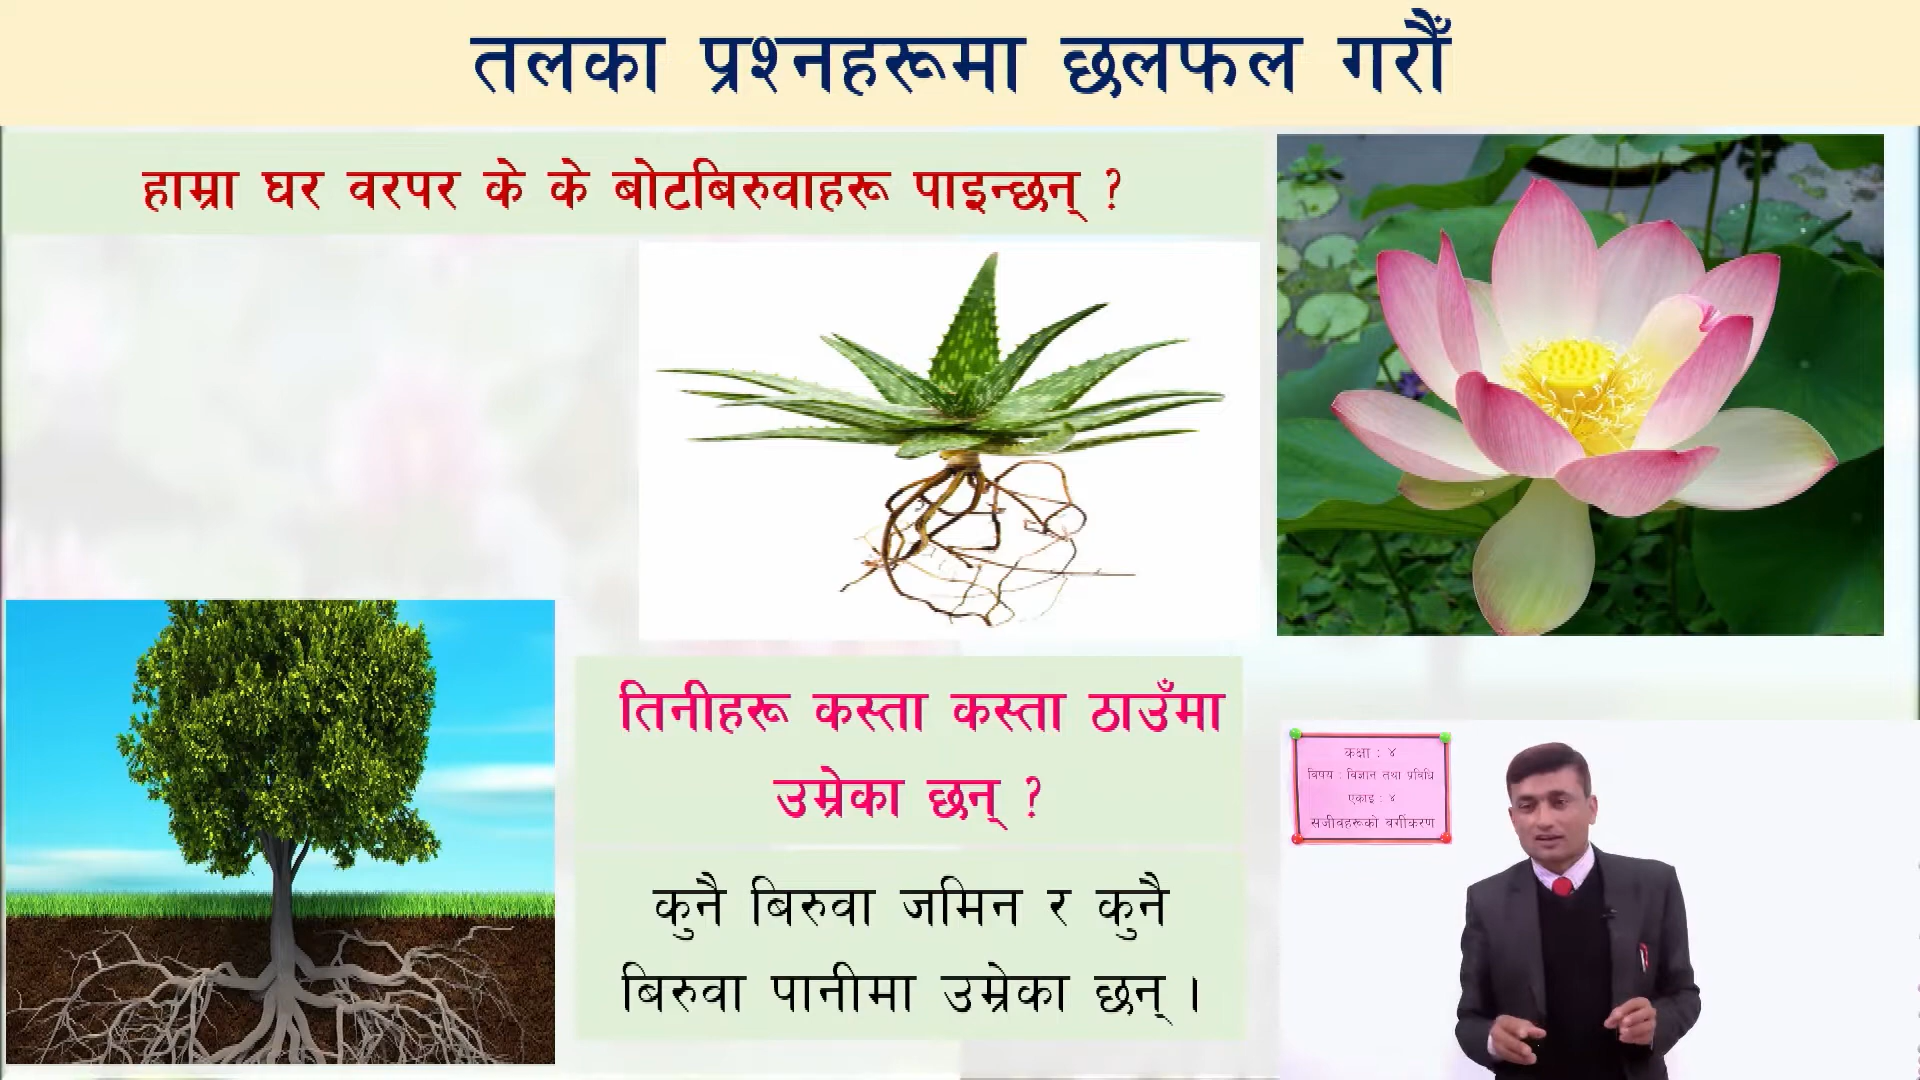 तलका प्रश्नहरूमा छलफल गरौँ
हाम्रा घर वरपर के के बोटबिरुवाहरू पाइन्छन् ?
तिनीहरू कस्ता कस्ता ठाउँमा
उम्रेका छन् ?
कुनै बिरुवा जमिन र कुनै
बिरुवा पानीमा उम्रेका छन् ।
कक्षा : ४
विषय : विज्ञान तथा प्रविधि
एकाइ : ४
सजीवहरूको वर्गीकरण